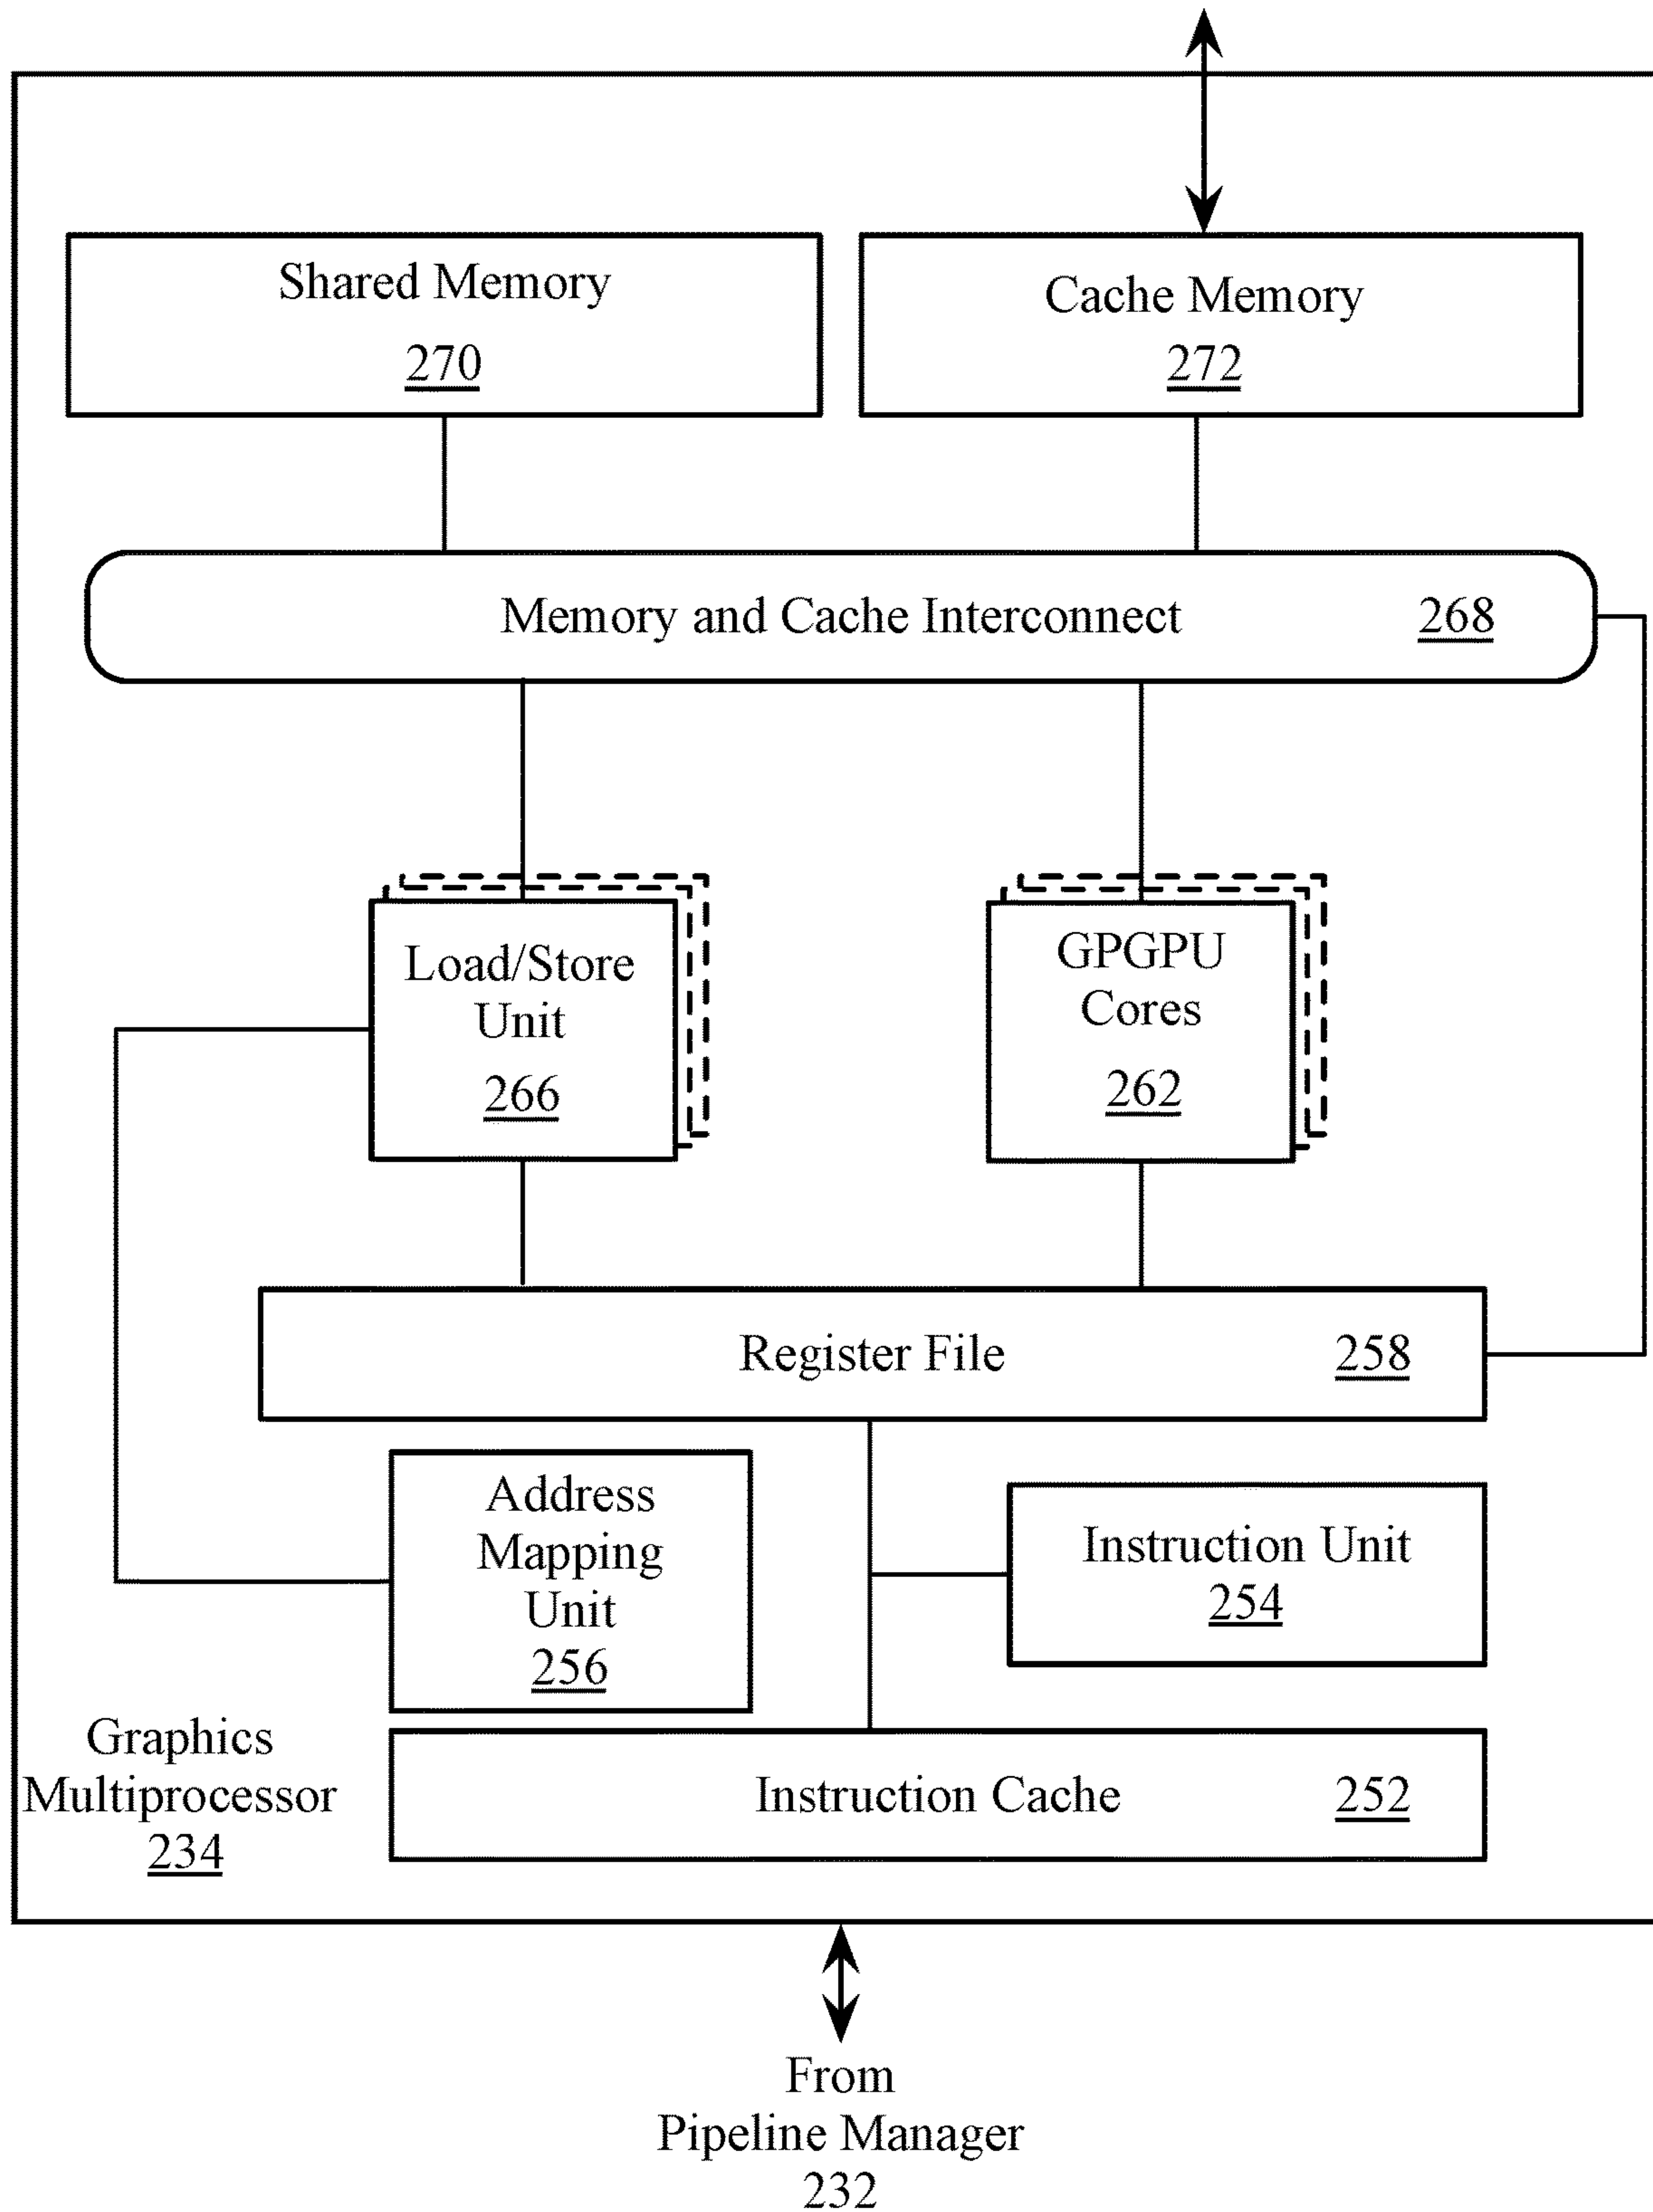 Shared Memory
270
Cache Memory
272
Memory and Cache Interconnect 268
Load/Store
Unit
266
GPGPU
Cores
262
Register File 258
Address
Mapping
Unit
256
Instruction Unit
254
Graphics
Multiprocessor
234
Instruction Cache 252
From
Pipeline Manager
232